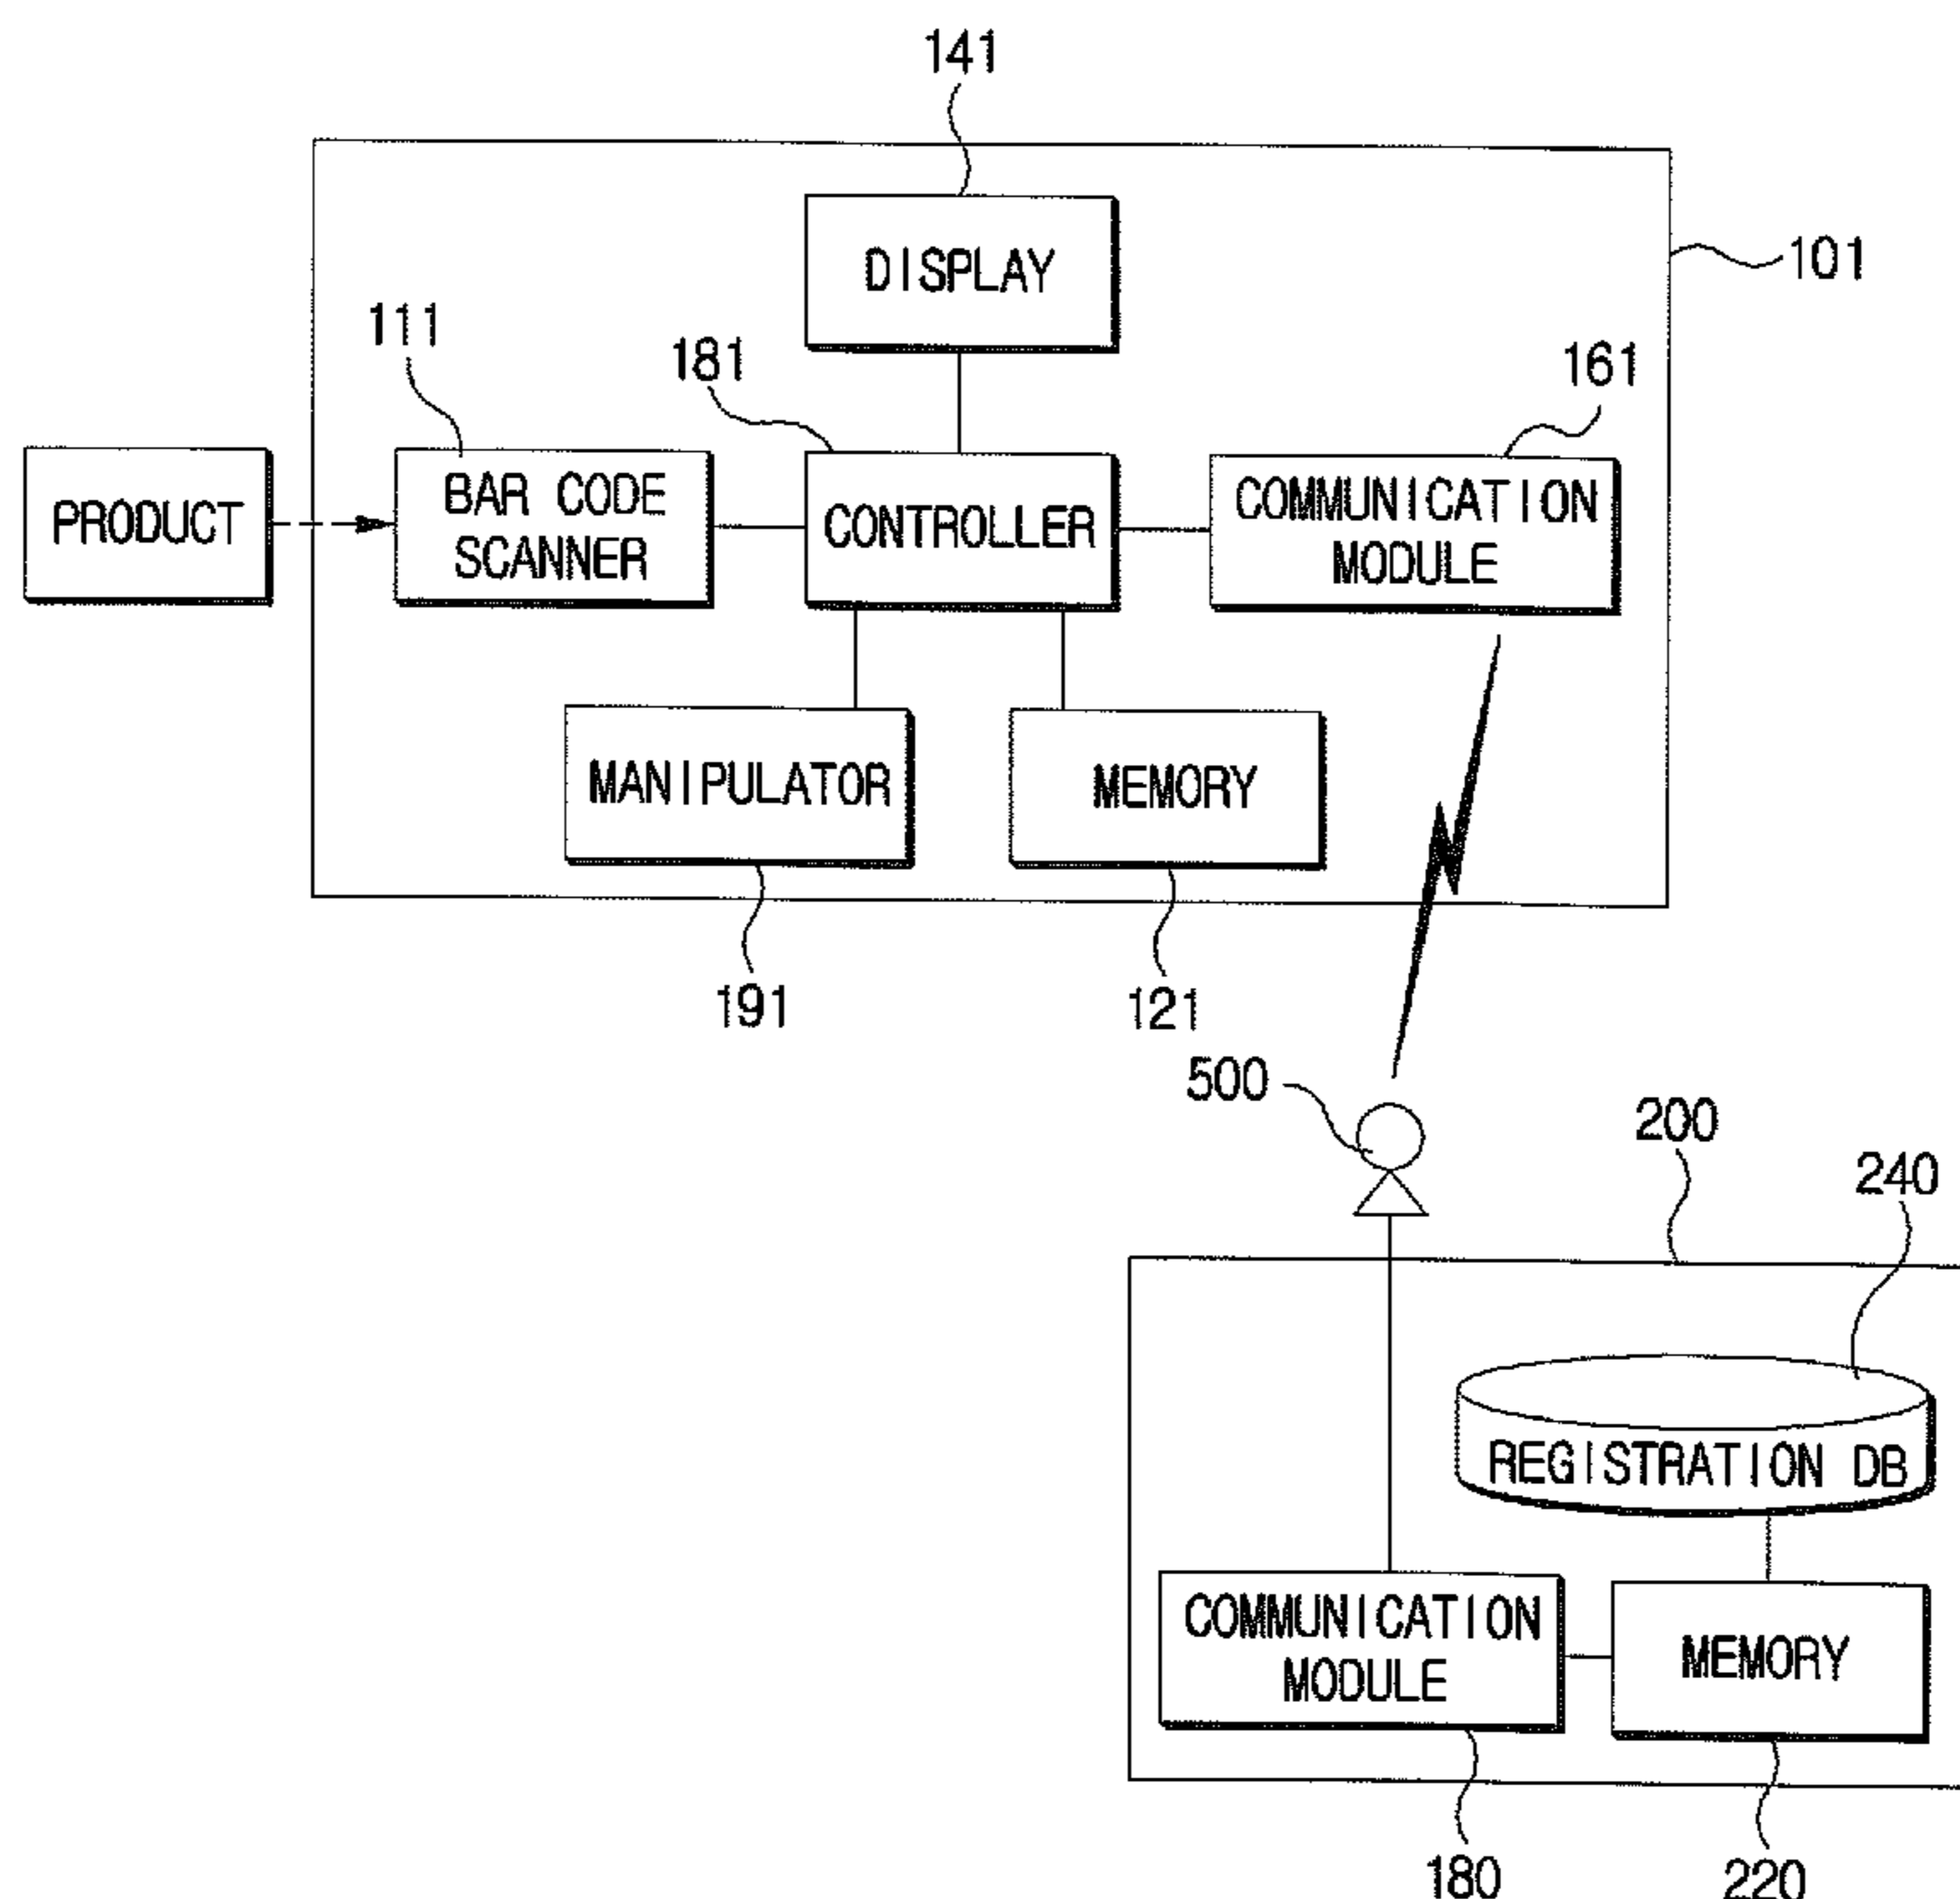 141
DISPLAY
101
111
181
161
PRODUCT
BAR CODE
SCANNER
CONTROLLER
COMMUNICATION
MODULE
MANIPULATOR
MEMORY
191
121
500
200
240
REGISTRATION DB
COMMUNICATION
MODULE
MEMORY
180
220